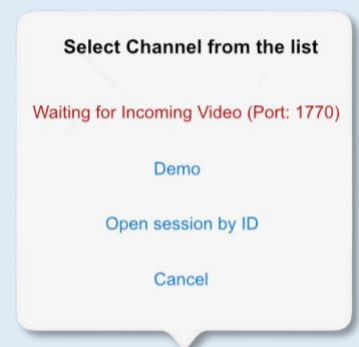 Select Channel from the list
Waiting for Incoming Video (Port: 1770)
Demo
Open session by ID
Cancel